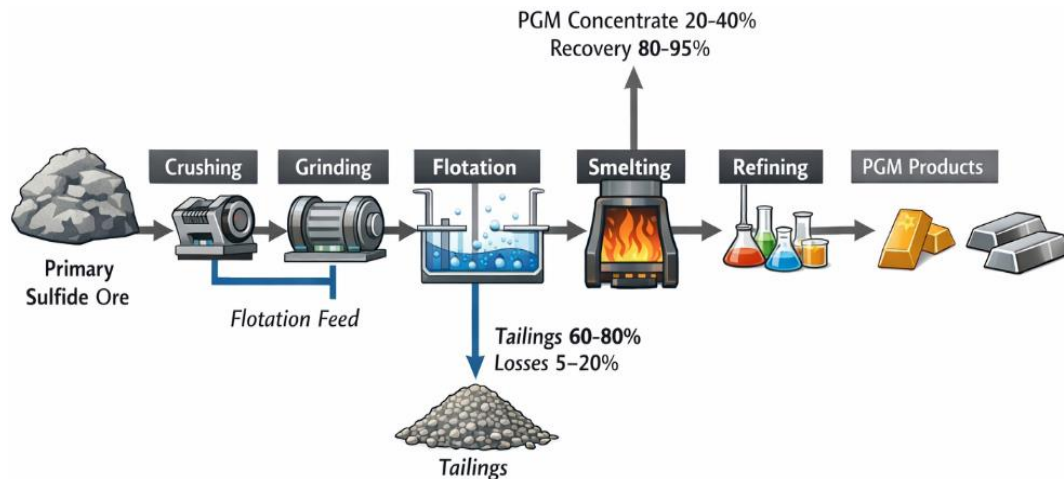 PGM Concentrate 20-40%
Recovery 80-95%
Crushing
Grinding
Flotation
Smelting
Refining
PGM Products
Primary
Sulfide Ore
Flotation Feed
Tailings 60-80%
Losses 5–20%
Tailings